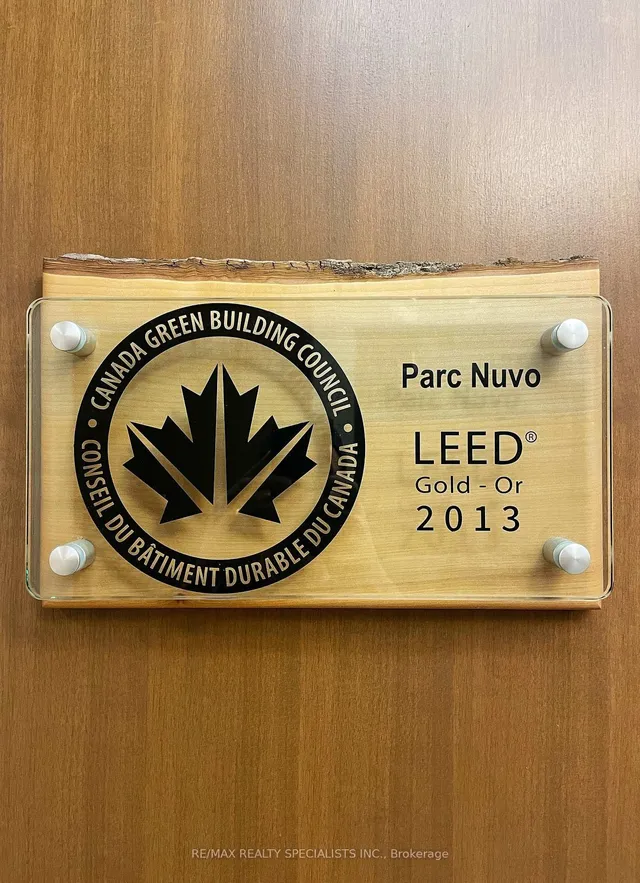 CANADA GREEN BUILDING COUNCIL
CONSEIL DU BÂTIMENT DURABLE DU CANADA
Parc Nuvo
LEED®
Gold - Or
2013
RE/MAX REALTY SPECIALISTS INC., Brokerage